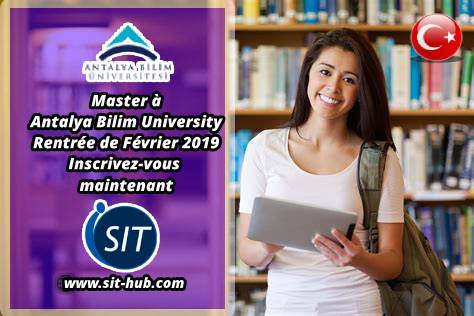 ANTALYA BİLİM
ÜNİVERSİTESİ
Master à
Antalya Bilim University
Rentrée de Février 2019
Inscrivez-vous
maintenant
SIT
www.sit-hub.com